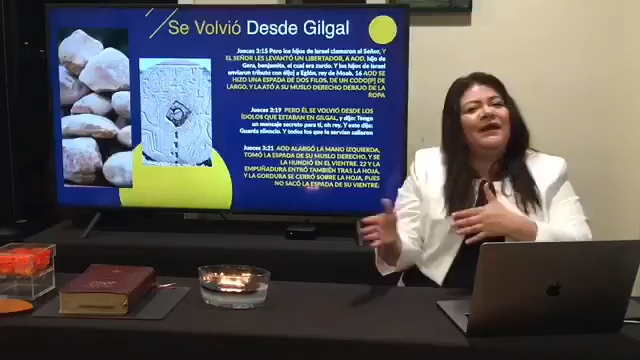 Se Volvió Desde Gilgal
Jueces 3:15 Pero los hijos de Israel clamaron al Señor, Y
EL SEÑOR LES LEVANTÓ UN LIBERTADOR, A AOD, hijo de
Gera, benjamita, el cual era zurdo. Y los hijos de Israel
enviaron tributo con él[o] a Eglón, rey de Moab. 16 AOD SE
HIZO UNA ESPADA DE DOS FILOS, DE UN CODO[P] DE
LARGO, Y LA ATÓ A SU MUSLO DERECHO DEBAJO DE LA
ROPA
Jueces 3:19 PERO ÉL SE VOLVIÓ DESDE LOS
ÍDOLOS QUE ESTABAN EN GILGAL, y dijo: Tengo
un mensaje secreto para ti, oh rey. Y este dijo:
Guarda silencio. Y todos los que le servían salieron
Jueces 3:21 AOD ALARGÓ LA MANO IZQUIERDA,
TOMÓ LA ESPADA DE SU MUSLO DERECHO, Y SE
LA HUNDIÓ EN EL VIENTRE. 22 Y LA
EMPUÑADURA ENTRÓ TAMBIÉN TRAS LA HOJA,
Y LA GORDURA SE CERRÓ SOBRE LA HOJA, PUES
NO SACÓ LA ESPADA DE SU VIENTRE